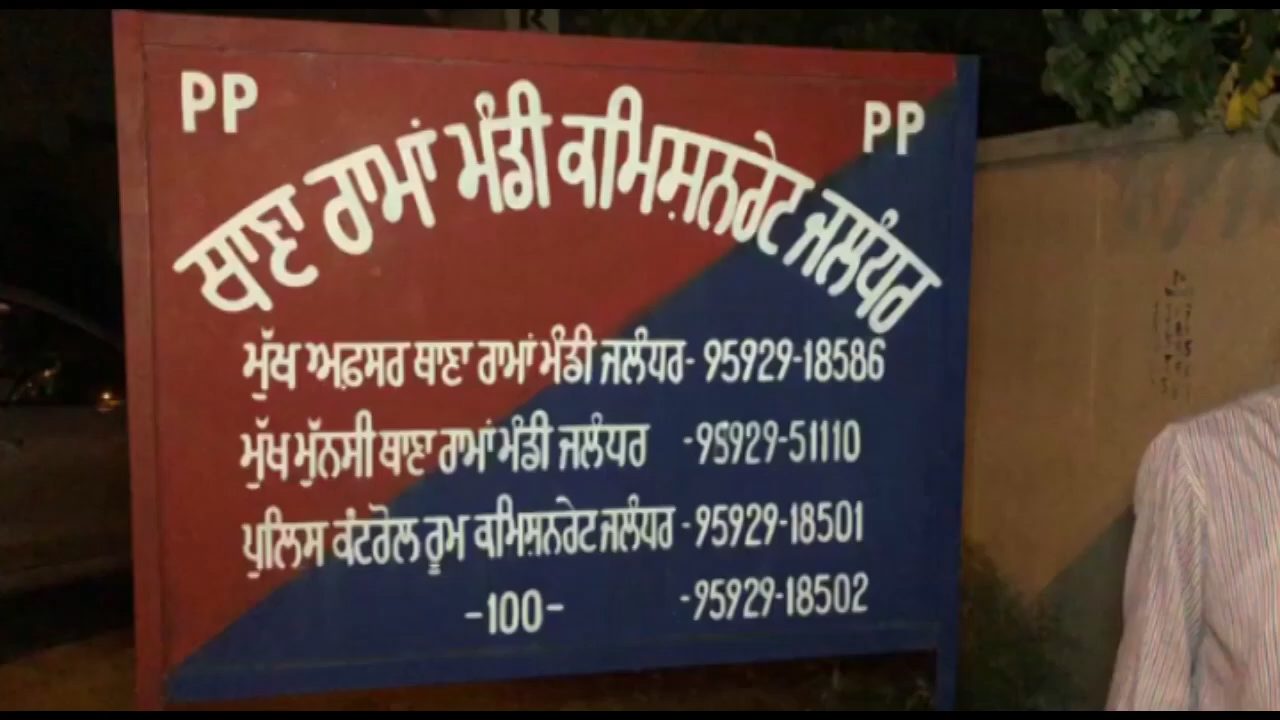 PP PP
ਥਾਣਾ ਰਾਮਾਂ ਮੰਡੀ ਕਮਿਸ਼ਨਰੇਟ ਜਲੰਧਰ
ਮੁੱਖ ਅਫ਼ਸਰ ਥਾਣਾ ਰਾਮਾਂ ਮੰਡੀ ਜਲੰਧਰ- 95929-18586
ਮੁੱਖ ਮੁੱਨਸੀ ਥਾਣਾ ਰਾਮਾਂ ਮੰਡੀ ਜਲੰਧਰ -95929-51110
ਪੁਲਿਸ ਕੰਟਰੋਲ ਰੂਮ ਕਮਿਸ਼ਨਰੇਟ ਜਲੰਧਰ -95929-18501
-100- -95929-18502